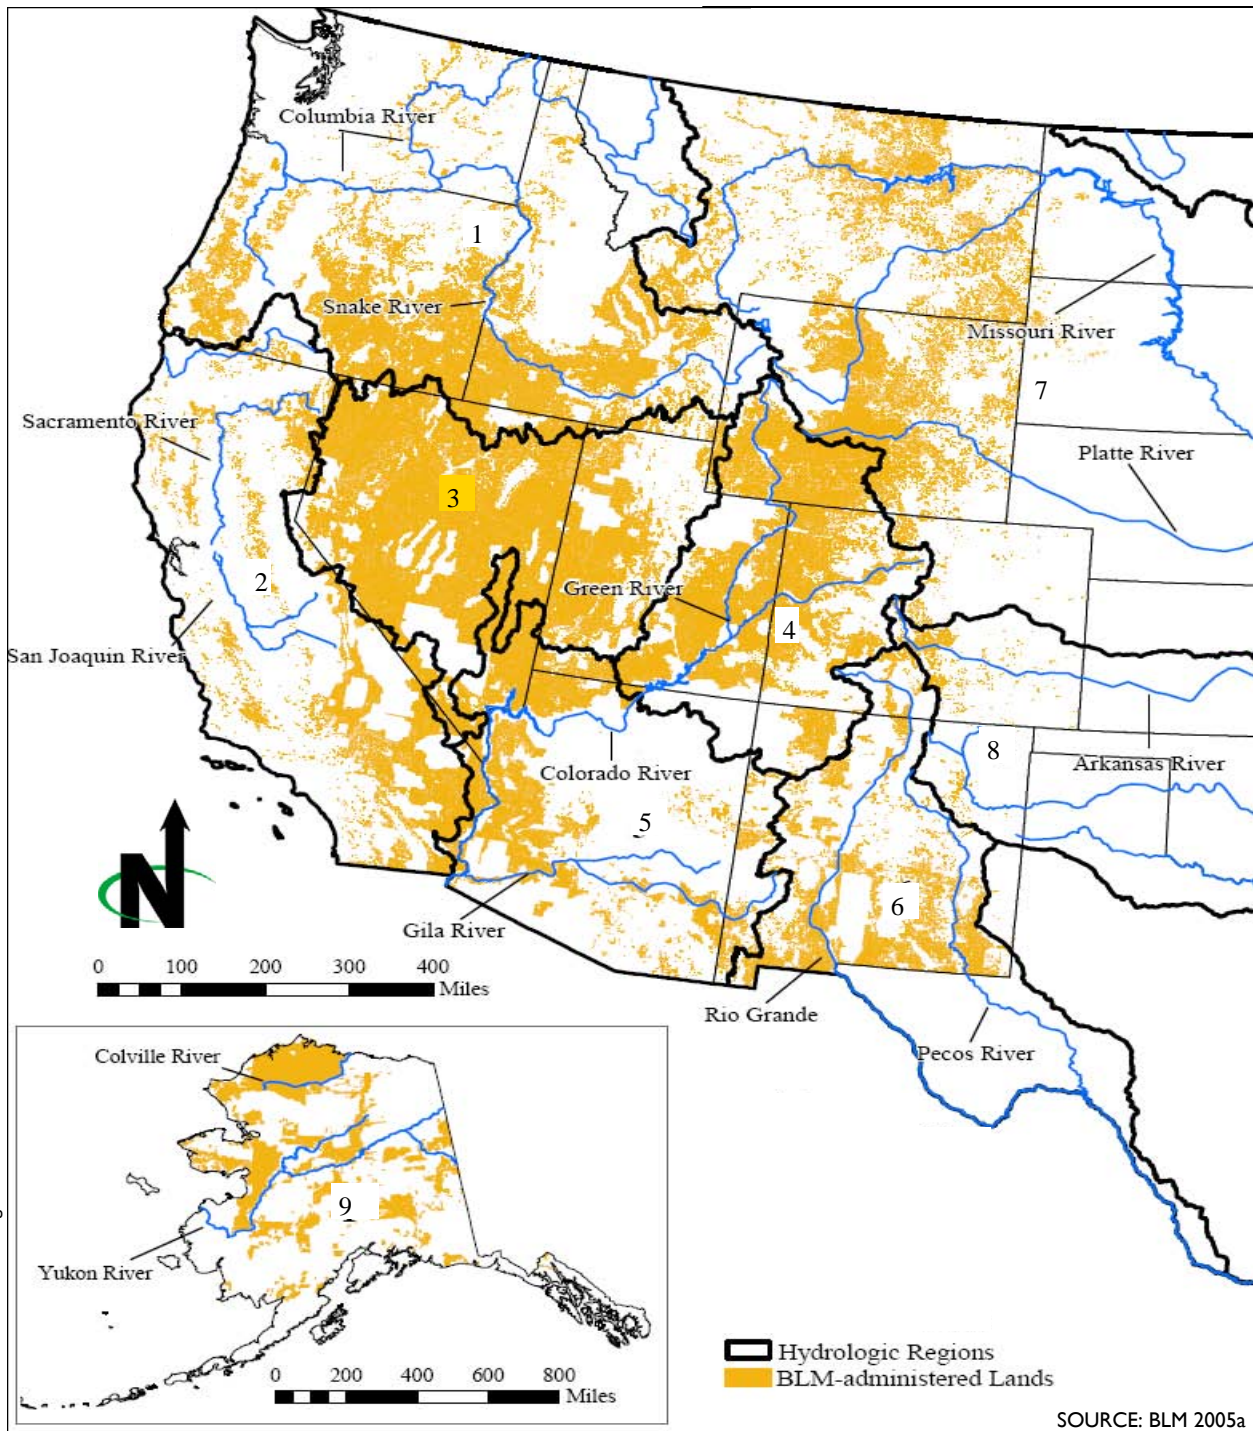 Columbia River
1
Snake River
Missouri River
7
Sacramento River
Platte River
3
Green River
2
4
San Joaquin River
8
Colorado River
Arkansas River
5
6
Gila River
N
0 100 200 300 400
Miles
Rio Grande
Pecos River
Colville River
9
Yukon River
0 200 400 600 800
Miles
Hydrologic Regions
BLM-administered Lands
SOURCE: BLM 2005a